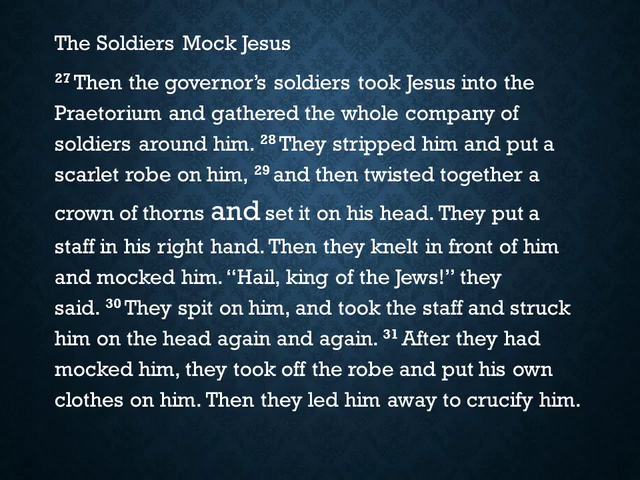 The Soldiers Mock Jesus
27 Then the governor’s soldiers took Jesus into the
Praetorium and gathered the whole company of
soldiers around him. 28 They stripped him and put a
scarlet robe on him, 29 and then twisted together a
crown of thorns and set it on his head. They put a
staff in his right hand. Then they knelt in front of him
and mocked him. “Hail, king of the Jews!” they
said. 30 They spit on him, and took the staff and struck
him on the head again and again. 31 After they had
mocked him, they took off the robe and put his own
clothes on him. Then they led him away to crucify him.